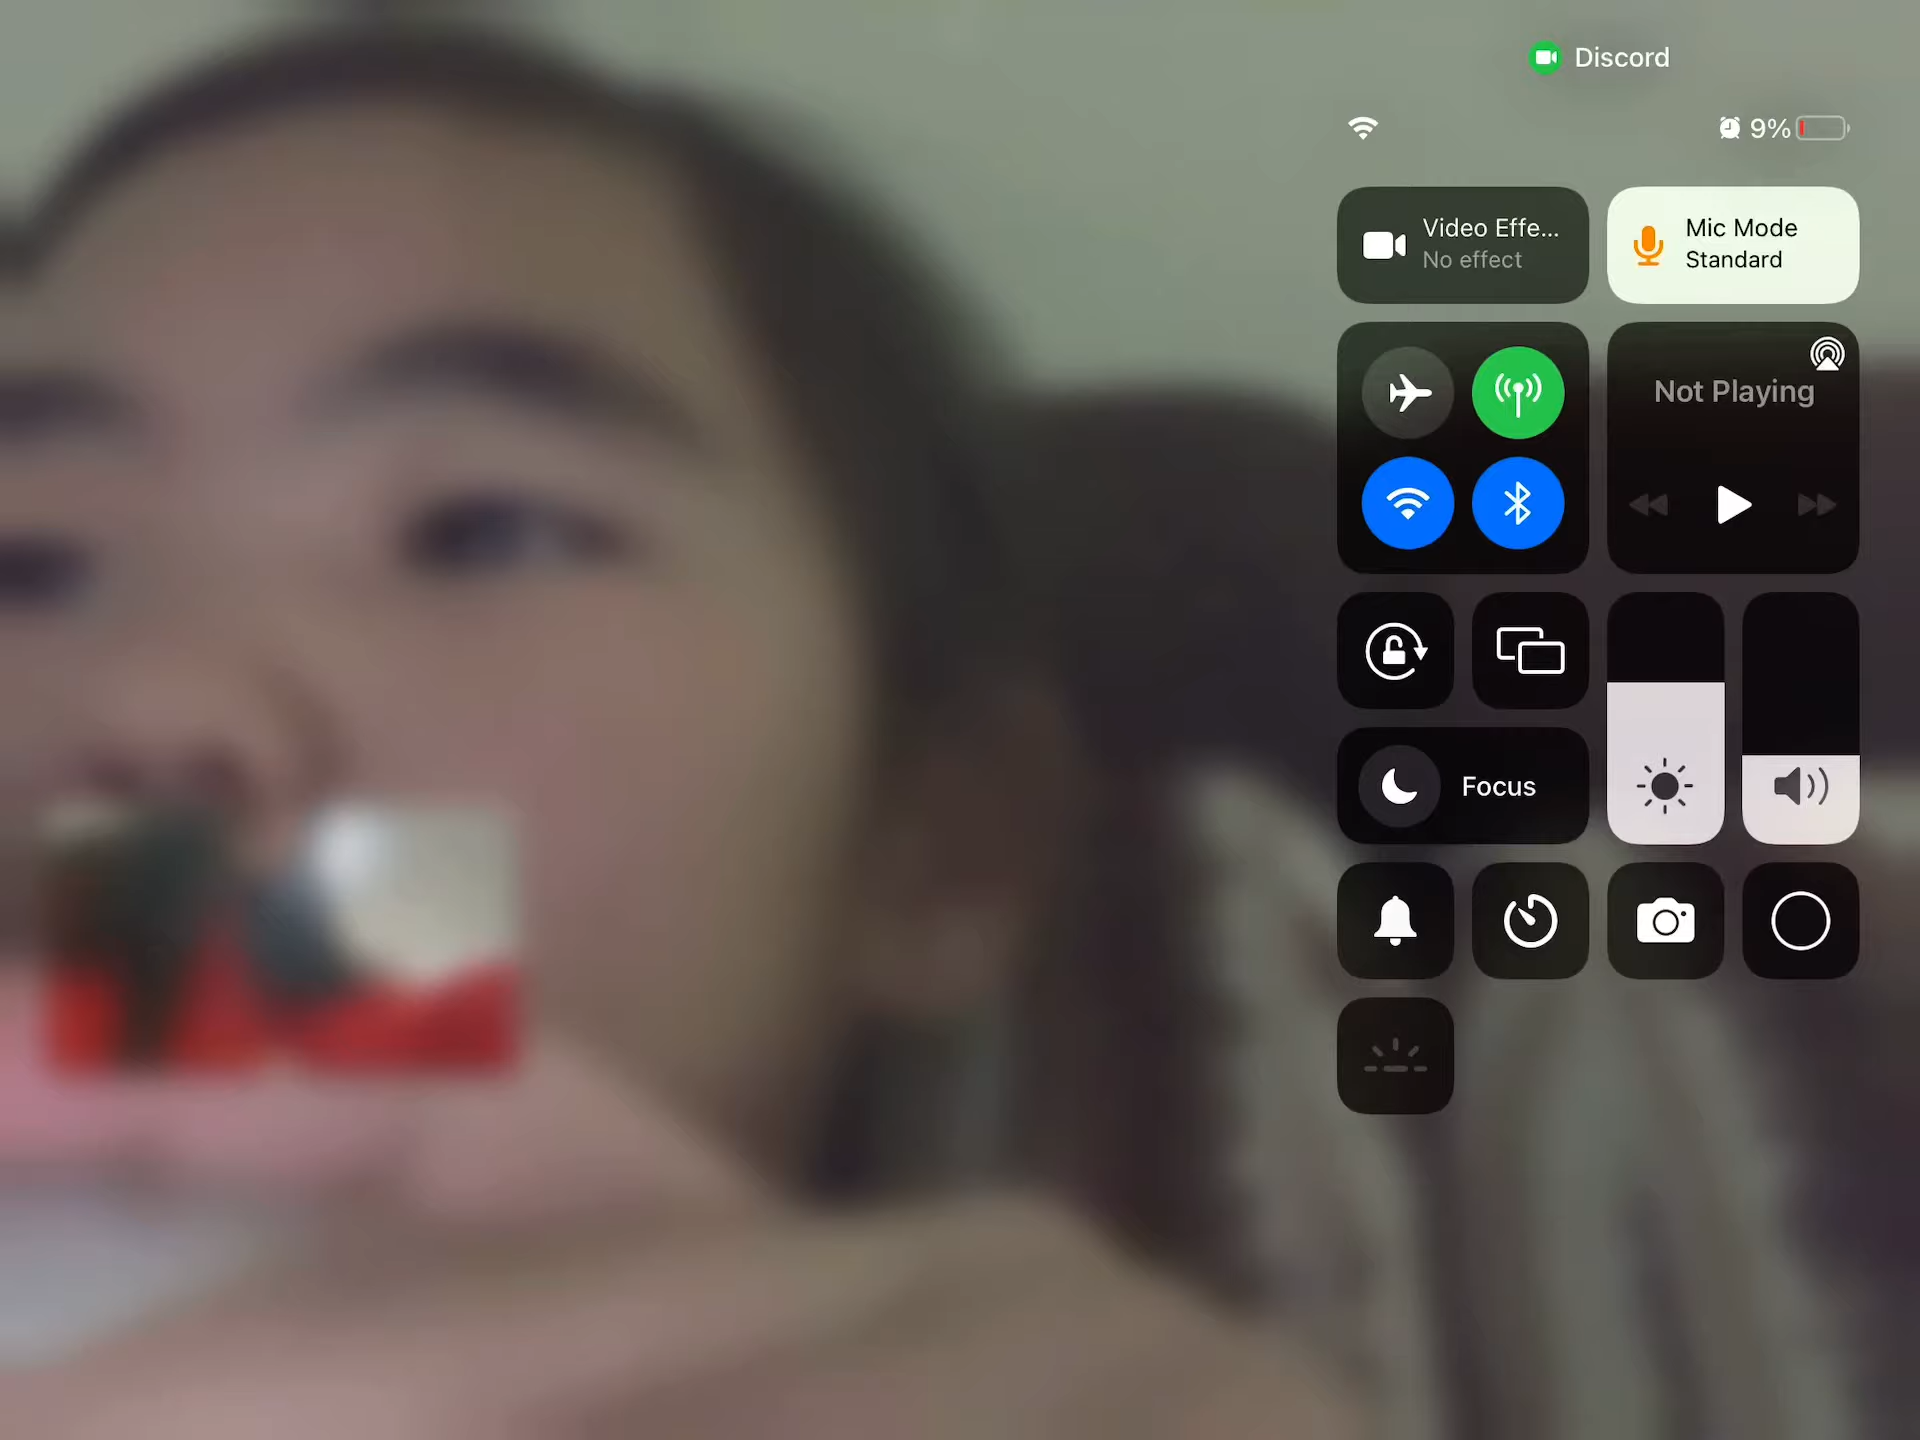 Discord
9%
Video Effe...
No effect
Mic Mode
Standard
Not Playing
Focus